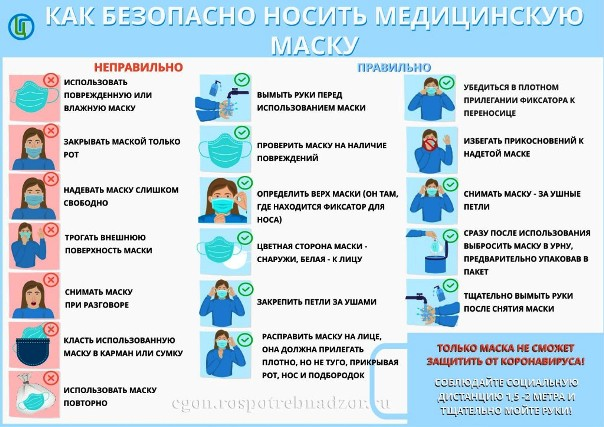 КАК БЕЗОПАСНО НОСИТЬ МЕДИЦИНСКУЮ
МАСКУ
НЕПРАВИЛЬНО
ИСПОЛЬЗОВАТЬ
ПОВРЕЖДЕННУЮ ИЛИ
ВЛАЖНУЮ МАСКУ
ЗАКРЫВАТЬ МАСКОЙ ТОЛЬКО
РОТ
НАДЕВАТЬ МАСКУ СЛИШКОМ
СВОБОДНО
ТРОГАТЬ ВНЕШНЮЮ
ПОВЕРХНОСТЬ МАСКИ
СНИМАТЬ МАСКУ
ПРИ РАЗГОВОРЕ
КЛАСТЬ ИСПОЛЬЗОВАННУЮ
МАСКУ В КАРМАН ИЛИ СУМКУ
ИСПОЛЬЗОВАТЬ МАСКУ
ПОВТОРНО
ПРАВИЛЬНО
ВЫМЫТЬ РУКИ ПЕРЕД
ИСПОЛЬЗОВАНИЕМ МАСКИ
ПРОВЕРИТЬ МАСКУ НА НАЛИЧИЕ
ПОВРЕЖДЕНИЙ
ОПРЕДЕЛИТЬ ВЕРХ МАСКИ (ОН ТАМ,
ГДЕ НАХОДИТСЯ ФИКСАТОР ДЛЯ
НОСА)
ЦВЕТНАЯ СТОРОНА МАСКИ -
СНАРУЖИ, БЕЛАЯ - К ЛИЦУ
ЗАКРЕПИТЬ ПЕТЛИ ЗА УШАМИ
РАСПРАВИТЬ МАСКУ НА ЛИЦЕ,
ОНА ДОЛЖНА ПРИЛЕГАТЬ
ПЛОТНО, НО НЕ ТУГО, ПРИКРЫВАЯ
РОТ, НОС И ПОДБОРОДОК
УБЕДИТЬСЯ В ПЛОТНОМ
ПРИЛЕГАНИИ ФИКСАТОРА К
ПЕРЕНОСИЦЕ
ИЗБЕГАТЬ ПРИКОСНОВЕНИЙ К
НАДЕТОЙ МАСКЕ
СНИМАТЬ МАСКУ - ЗА УШНЫЕ
ПЕТЛИ
СРАЗУ ПОСЛЕ ИСПОЛЬЗОВАНИЯ
ВЫБРОСИТЬ МАСКУ В УРНУ,
ПРЕДВАРИТЕЛЬНО УПАКОВАВ В
ПАКЕТ
ТЩАТЕЛЬНО ВЫМЫТЬ РУКИ
ПОСЛЕ СНЯТИЯ МАСКИ
ТОЛЬКО МАСКА НЕ СМОЖЕТ
ЗАЩИТИТЬ ОТ КОРОНАВИРУСА!
СОБЛЮДАЙТЕ СОЦИАЛЬНУЮ
ДИСТАНЦИЮ 1,5 -2 МЕТРА И
ТЩАТЕЛЬНО МОЙТЕ РУКИ!
cgon.rospotrebnadzor.ru